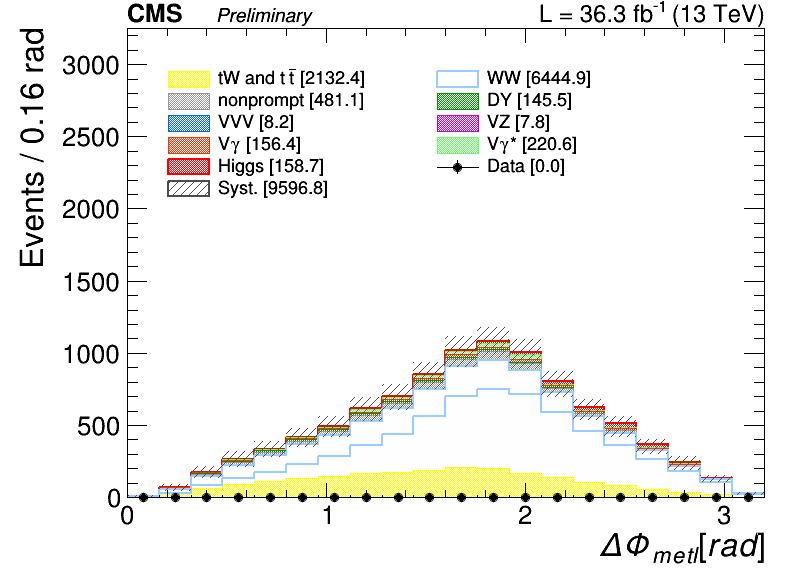 CMS Preliminary L = 36.3 fb⁻¹ (13 TeV)
Events / 0.16 rad
3000
2500
2000
1500
1000
500
0
tW and t t̅ [2132.4]
nonprompt [481.1]
VVV [8.2]
Vγ [156.4]
Higgs [158.7]
Syst. [9596.8]
WW [6444.9]
DY [145.5]
VZ [7.8]
Vγ* [220.6]
Data [0.0]
0 1 2 3
ΔΦ_metl[rad]